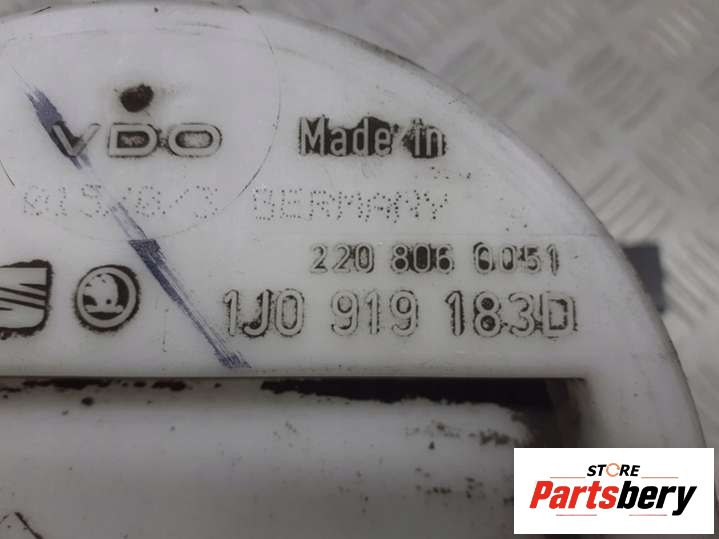 VDO
Made in
GERMANY
220 806 0051
1J0 919 183D
STORE
Partsbery